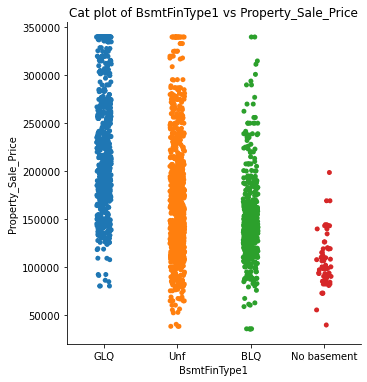 Cat plot of BsmtFinType1 vs Property_Sale_Price
350000
300000
250000
200000
150000
100000
50000
Property_Sale_Price
GLQ Unf BLQ No basement
BsmtFinType1